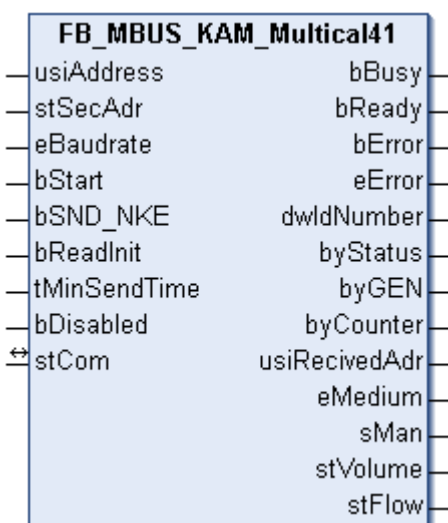 FB_MBUS_KAM_Multical41
usiAddress bBusy
stSecAdr bReady
eBaudrate bError
bStart eError
bSND_NKE dwIdNumber
bReadInit byStatus
tMinSendTime byGEN
bDisabled byCounter
stCom usiRecivedAdr
eMedium
sMan
stVolume
stFlow